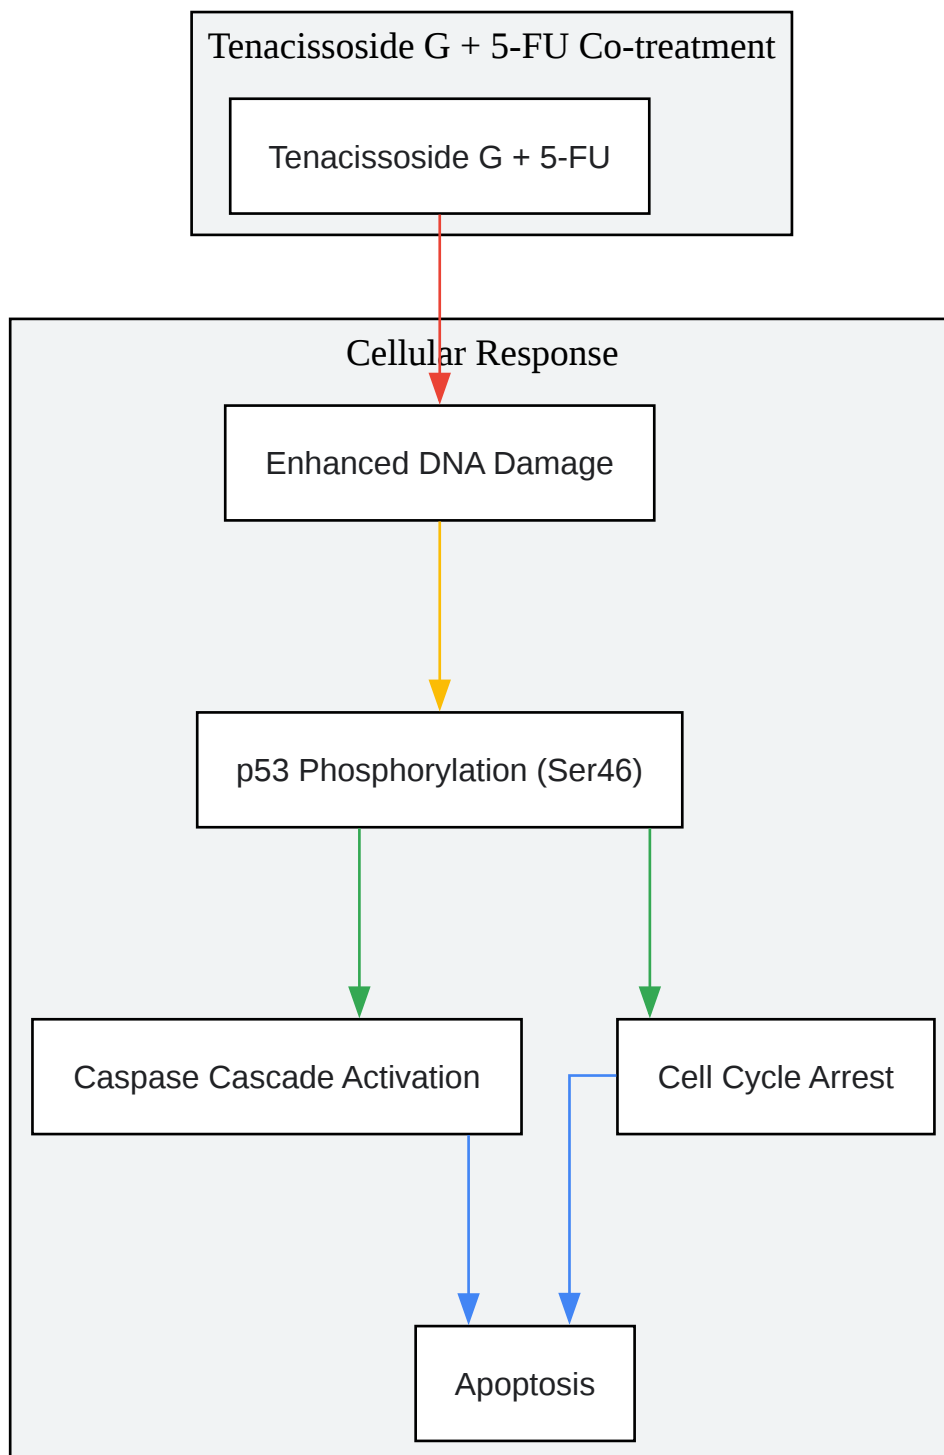 Tenacissoside G + 5-FU Co-treatment
Tenacissoside G + 5-FU
Cellular Response
Enhanced DNA Damage
p53 Phosphorylation (Ser46)
Caspase Cascade Activation
Cell Cycle Arrest
Apoptosis